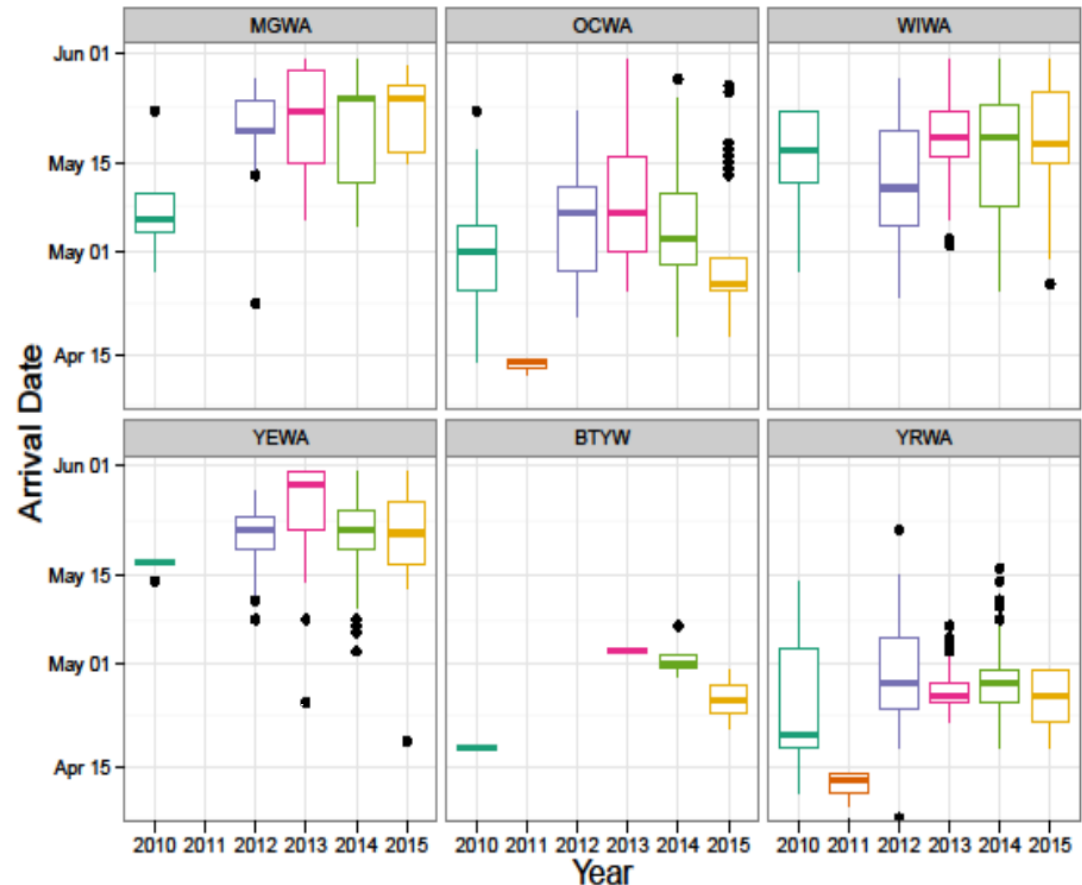 MGWA OCWA WIWA
Jun 01
May 15
May 01
Apr 15
Arrival Date
YEWA BTYW YRWA
Jun 01
May 15
May 01
Apr 15
2010 2011 2012 2013 2014 2015 2010 2011 2012 2013 2014 2015 2010 2011 2012 2013 2014 2015
Year